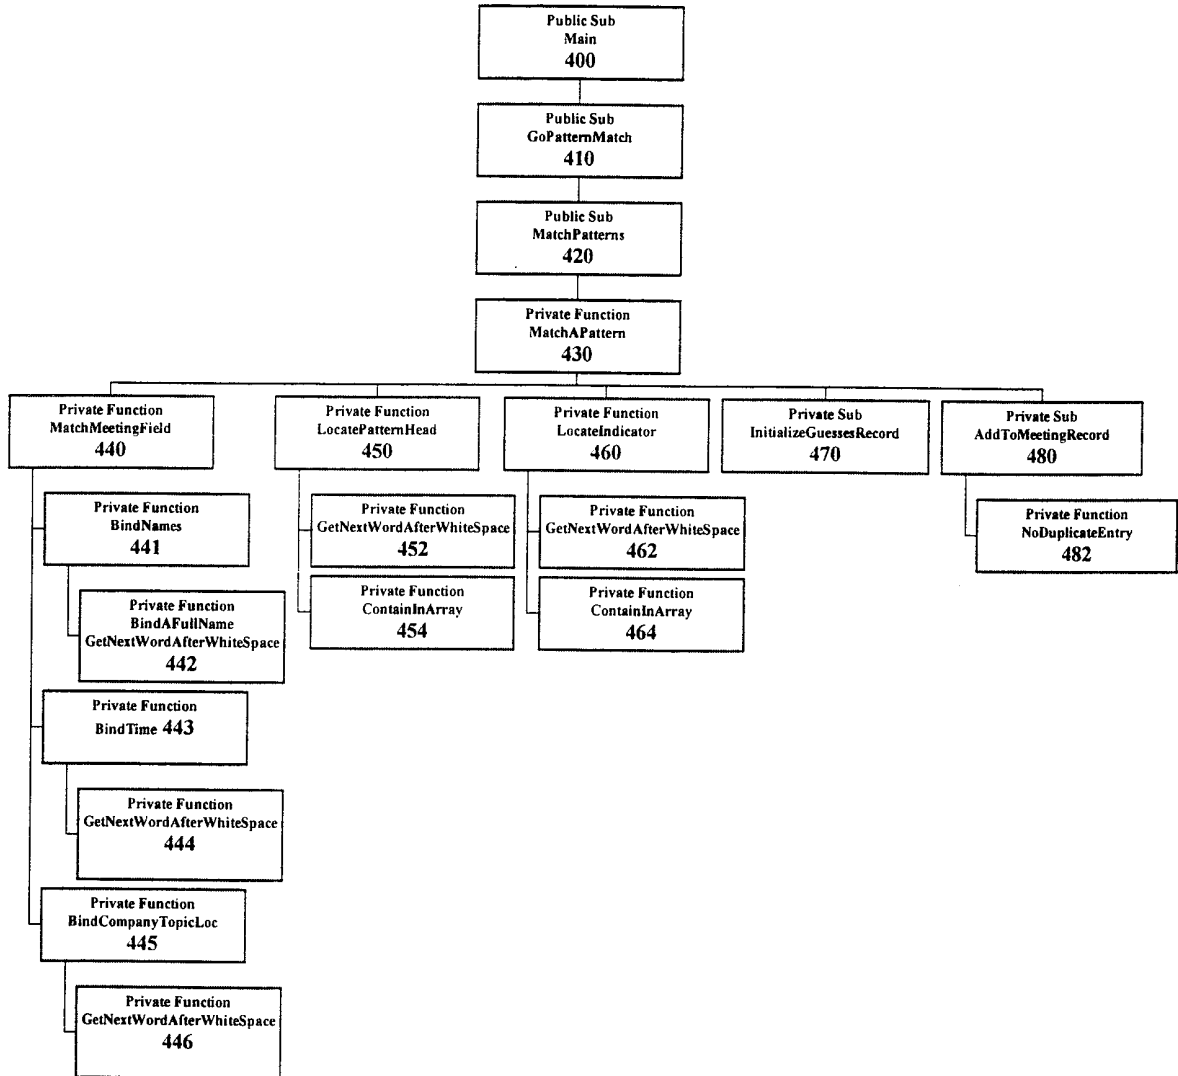 Public Sub
Main
400
Public Sub
GoPatternMatch
410
Public Sub
MatchPatterns
420
Private Function
MatchAPattern
430
Private Function
MatchMeetingField
440
Private Function
LocatePatternHead
450
Private Function
LocateIndicator
460
Private Sub
InitializeGuessesRecord
470
Private Sub
AddToMeetingRecord
480
Private Function
BindNames
441
Private Function
GetNextWordAfterWhiteSpace
452
Private Function
GetNextWordAfterWhiteSpace
462
Private Function
NoDuplicateEntry
482
Private Function
ContainInArray
454
Private Function
ContainInArray
464
Private Function
BindAFullName
GetNextWordAfterWhiteSpace
442
Private Function
BindTime 443
Private Function
GetNextWordAfterWhiteSpace
444
Private Function
BindCompanyTopicLoc
445
Private Function
GetNextWordAfterWhiteSpace
446